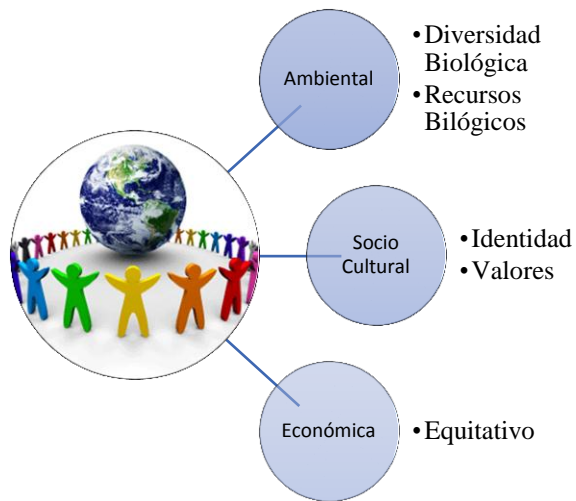 Ambiental
• Diversidad
Biológica
• Recursos
Bilógicos
Socio
Cultural
• Identidad
• Valores
Económica
• Equitativo